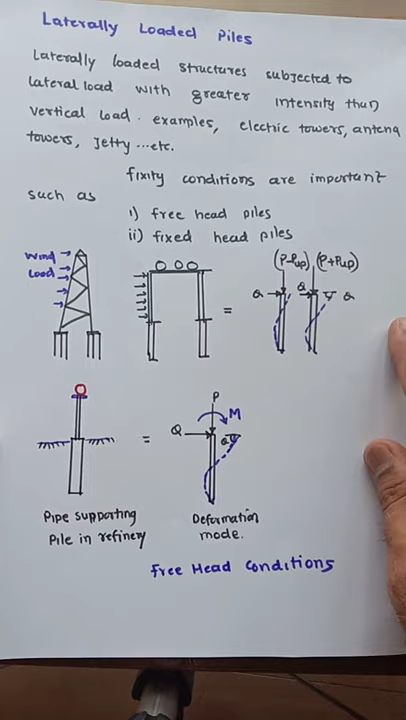 Laterally Loaded Piles
Laterally loaded structures subjected to
lateral load with greater intensity than
vertical load. examples, electric towers, antena
towers, Jetty ...etc.
fixity conditions are important
such as
i) free head piles
ii) fixed head piles
Wind
Load
=
(P-Pup) (P+Pup)
Q Q Q
P
M
Q
=
Pipe supporting
Pile in refinery
Deformation
mode.
Free Head Conditions